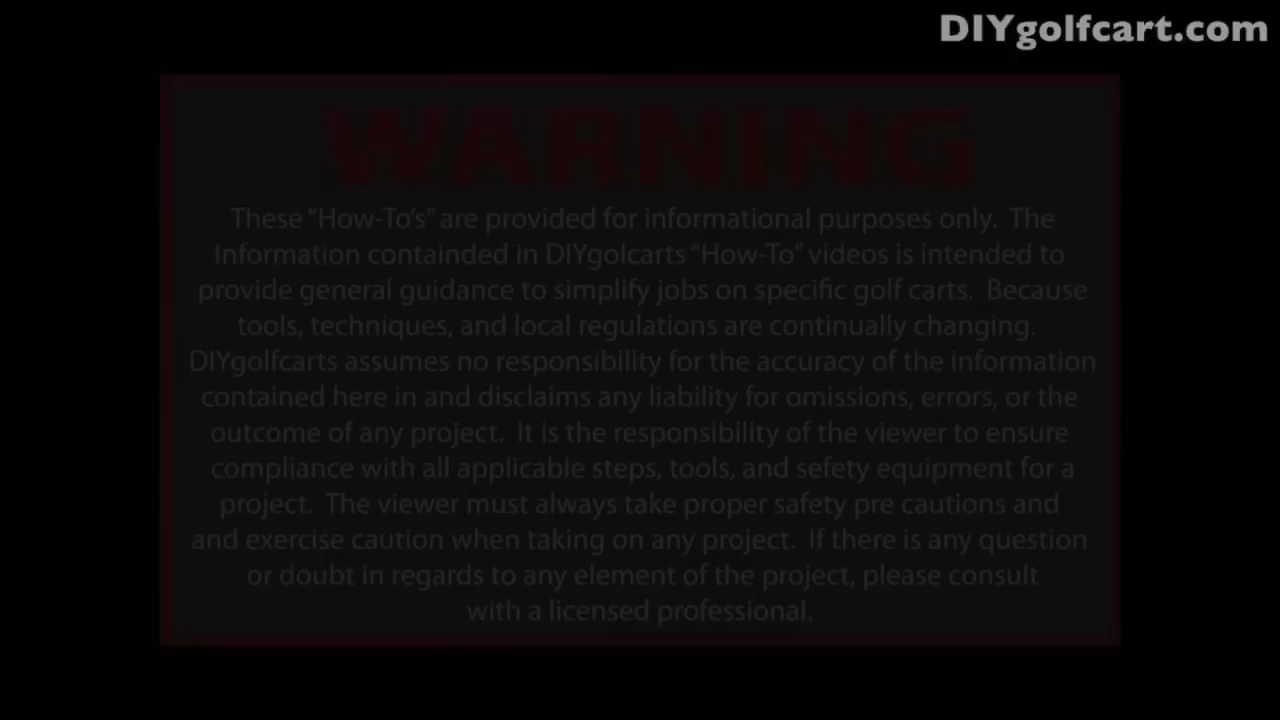 DIYgolfcart.com
WARNING
These “How-To’s” are provided for informational purposes only. The
Information containded in DIYgolcarts “How-To” videos is intended to
provide general guidance to simplify jobs on specific golf carts. Because
tools, techniques, and local regulations are continually changing.
DIYgolfcarts assumes no responsibility for the accuracy of the information
contained here in and disclaims any liability for omissions, errors, or the
outcome of any project. It is the responsibility of the viewer to ensure
compliance with all applicable steps, tools, and sefety equipment for a
project. The viewer must always take proper safety pre cautions and
and exercise caution when taking on any project. If there is any question
or doubt in regards to any element of the project, please consult
with a licensed professional.